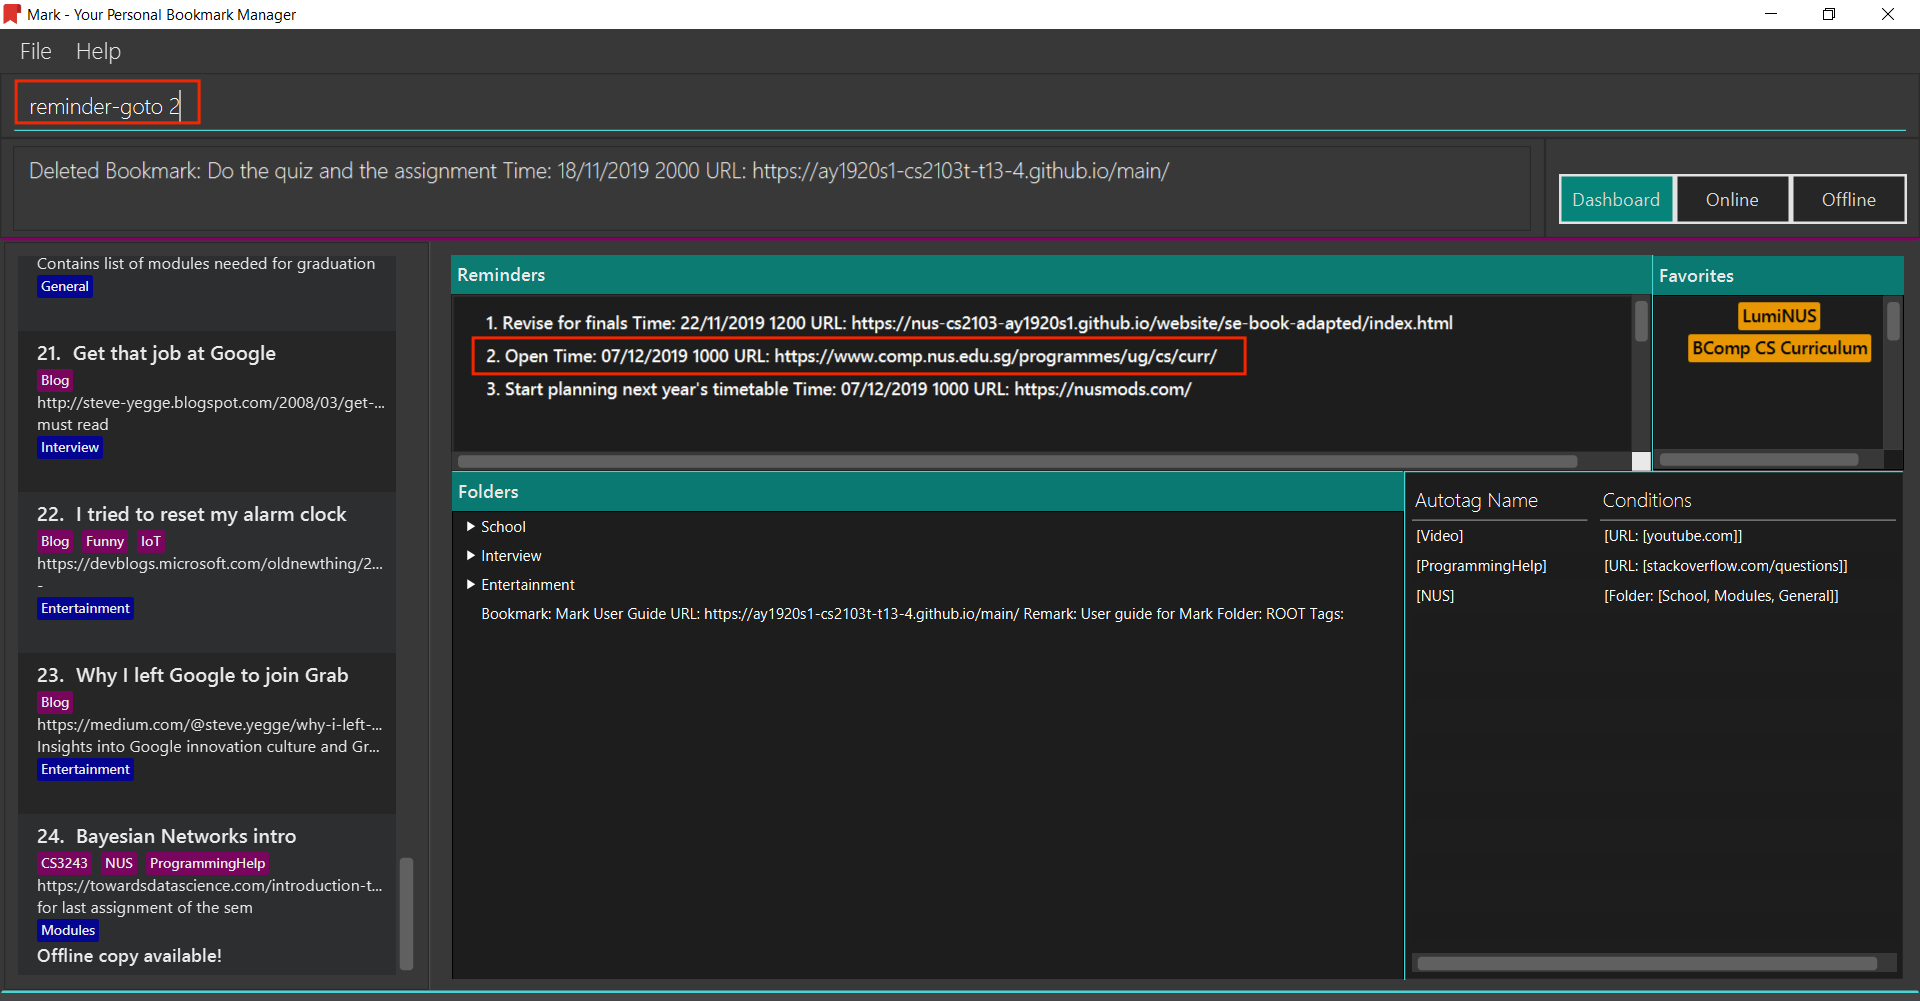 Mark - Your Personal Bookmark Manager
File Help
reminder-goto 2
Deleted Bookmark: Do the quiz and the assignment Time: 18/11/2019 2000 URL: https://ay1920s1-cs2103t-t13-4.github.io/main/
Dashboard Online Offline
Contains list of modules needed for graduation
General
21. Get that job at Google
Blog
http://steve-yegge.blogspot.com/2008/03/get-...
must read
Interview
22. I tried to reset my alarm clock
Blog Funny IoT
https://devblogs.microsoft.com/oldnewthing/2...
-
Entertainment
23. Why I left Google to join Grab
Blog
https://medium.com/@steve.yegge/why-i-left-...
Insights into Google innovation culture and Gr...
Entertainment
24. Bayesian Networks intro
CS3243 NUS ProgrammingHelp
https://towardsdatascience.com/introduction-t...
for last assignment of the sem
Modules
Offline copy available!
Reminders
1. Revise for finals Time: 22/11/2019 1200 URL: https://nus-cs2103-ay1920s1.github.io/website/se-book-adapted/index.html
2. Open Time: 07/12/2019 1000 URL: https://www.comp.nus.edu.sg/programmes/ug/cs/curr/
3. Start planning next year's timetable Time: 07/12/2019 1000 URL: https://nusmods.com/
Favorites
LumiNUS
BComp CS Curriculum
Folders
School
Interview
Entertainment
Bookmark: Mark User Guide URL: https://ay1920s1-cs2103t-t13-4.github.io/main/ Remark: User guide for Mark Folder: ROOT Tags:
Autotag Name Conditions
[Video] [URL: [youtube.com]]
[ProgrammingHelp] [URL: [stackoverflow.com/questions]]
[NUS] [Folder: [School, Modules, General]]